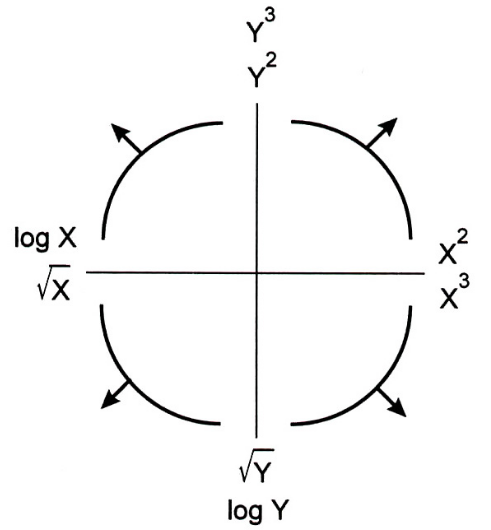 Y³
Y²
log X
√X
X²
X³
√Y
log Y